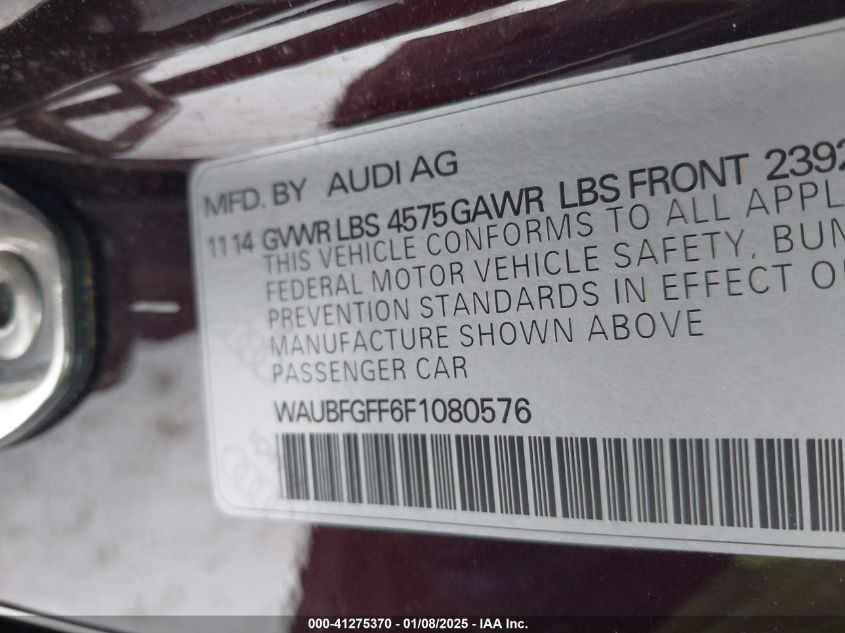 MFD. BY AUDI AG
11 14 GVWR LBS 4575 GAWR LBS FRONT 2392
THIS VEHICLE CONFORMS TO ALL APPL
FEDERAL MOTOR VEHICLE SAFETY, BUM
PREVENTION STANDARDS IN EFFECT O
MANUFACTURE SHOWN ABOVE
PASSENGER CAR
WAUBFGFF6F1080576
000-41275370 - 01/08/2025 - IAA Inc.